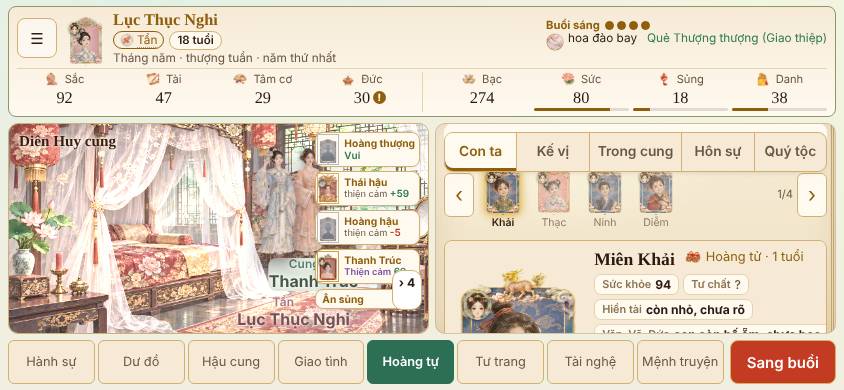 ☰
Lục Thục Nghi
Tần
18 tuổi
Tháng năm · thượng tuần · năm thứ nhất
Buổi sáng
hoa đào bay
Quẻ Thượng thượng (Giao thiệp)
Sắc
92
Tài
47
Tâm cơ
29
Đức
30 !
Bạc
274
Sức
80
Sủng
18
Danh
38
Diên Huy cung
Hoàng thượng
Vui
Thái hậu
thiện cảm +59
Hoàng hậu
thiện cảm -5
Thanh Trúc
Thiện cảm
› 4
Cung
Thanh Trúc
Ân sủng
Tần
Lục Thục Nghi
Con ta
Kế vị
Trong cung
Hôn sự
Quý tộc
‹
Khải
Thạc
Ninh
Diễm
1/4
›
Miên Khải
Hoàng tử · 1 tuổi
Sức khỏe 94
Tư chất ?
Hiển tài còn nhỏ, chưa rõ
Hành sự
Dư đồ
Hậu cung
Giao tình
Hoàng tự
Tư trang
Tài nghệ
Mệnh truyện
Sang buổi